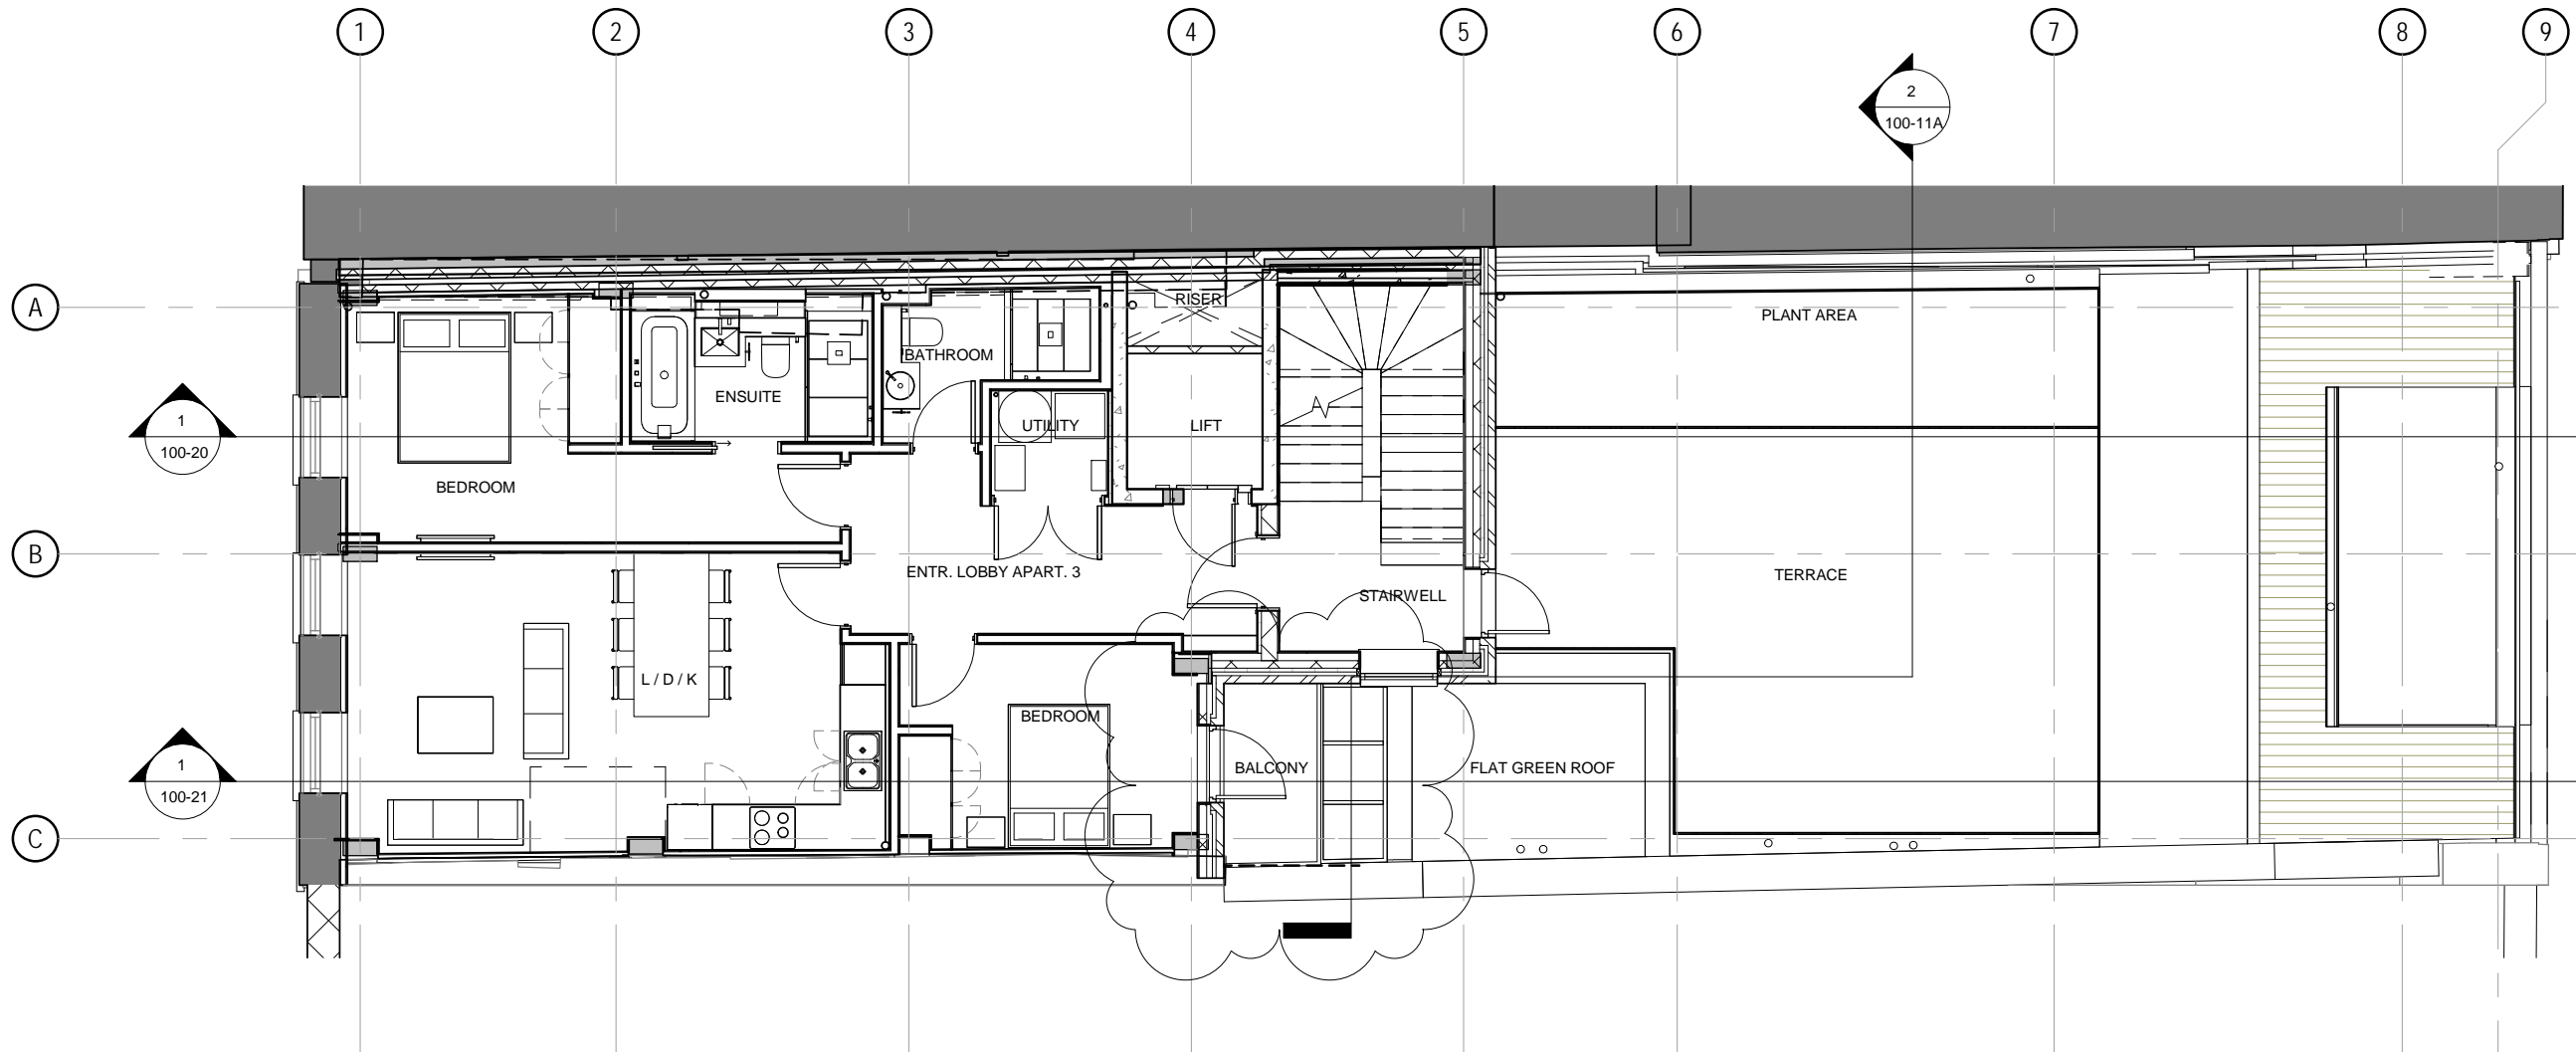 1 2 3 4 5 6 7 8 9
2
100-11A
A
RISER
PLANT AREA
BATHROOM
ENSUITE
UTILITY
LIFT
1
100-20
BEDROOM
B
ENTR. LOBBY APART. 3
TERRACE
STAIRWELL
L / D / K
BEDROOM
1
100-21
BALCONY
FLAT GREEN ROOF
C